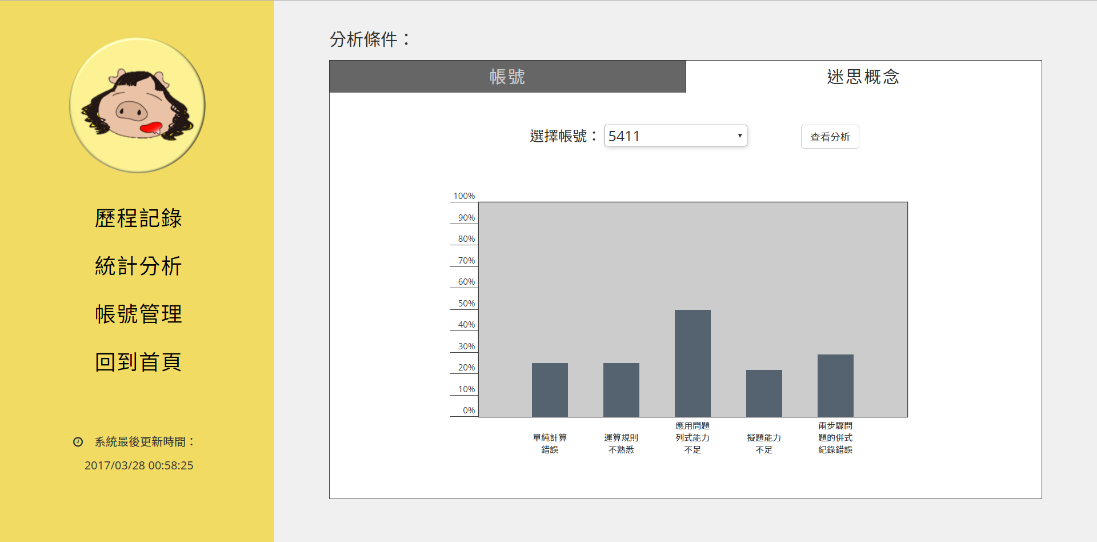 分析條件：
帳號
迷思概念
選擇帳號： 5411
查看分析
歷程記錄
統計分析
帳號管理
回到首頁
系統最後更新時間：
2017/03/28 00:58:25
100%
90%
80%
70%
60%
50%
40%
30%
20%
10%
0%
單純計算
錯誤
運算規則
不熟悉
應用問題
列式能力
不足
擬題能力
不足
兩步驟問
題的併式
紀錄錯誤